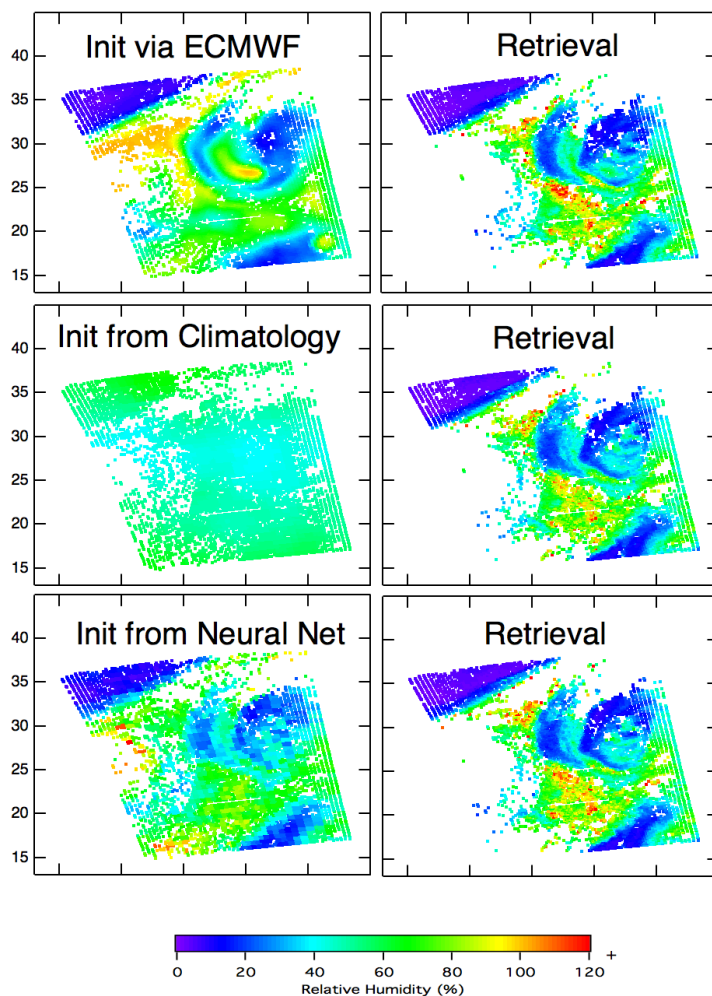 Init via ECMWF
Retrieval
40
35
30
25
20
15
Init from Climatology
Retrieval
40
35
30
25
20
15
Init from Neural Net
Retrieval
40
35
30
25
20
15
0 20 40 60 80 100 120 +
Relative Humidity (%)